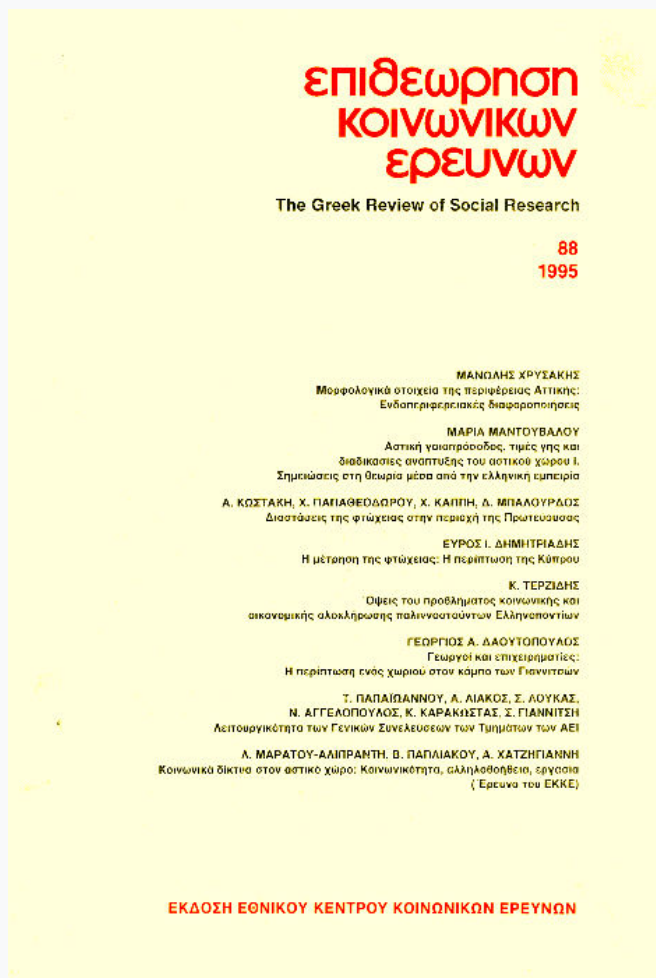 επιθεωρηση
κοινωνικων
ερευνων
The Greek Review of Social Research
88
1995
ΜΑΝΩΛΗΣ ΧΡΥΣΑΚΗΣ
Μορφολογικά στοιχεία της περιφέρειας Αττικής:
Ενδοπεριφερειακές διαφοροποιήσεις
ΜΑΡΙΑ ΜΑΝΤΟΥΒΑΛΟΥ
Αστική γαιοπρόσοδος, τιμές γης και
διαδικασίες ανάπτυξης του αστικού χώρου Ι.
Σημειώσεις στη θεωρία μέσα από την ελληνική εμπειρία
Α. ΚΩΣΤΑΚΗ, Χ. ΠΑΠΑΘΕΟΔΩΡΟΥ, Χ. ΚΑΠΠΗ, Δ. ΜΠΑΛΟΥΡΔΟΣ
Διαστάσεις της φτώχειας στην περιοχή της Πρωτεύουσας
ΕΥΡΟΣ Ι. ΔΗΜΗΤΡΙΑΔΗΣ
Η μέτρηση της φτώχειας: Η περίπτωση της Κύπρου
Κ. ΤΕΡΖΙΔΗΣ
Όψεις του προβλήματος κοινωνικής και
οικονομικής ολοκλήρωσης παλιννοστούντων Ελληνοποντίων
ΓΕΩΡΓΙΟΣ Α. ΔΑΟΥΤΟΠΟΥΛΟΣ
Γεωργοί και επιχειρηματίες:
Η περίπτωση ενός χωριού στον κάμπο των Γιαννιτσών
Τ. ΠΑΠΑΪΩΑΝΝΟΥ, Α. ΛΙΑΚΟΣ, Σ. ΛΟΥΚΑΣ,
Ν. ΑΓΓΕΛΟΠΟΥΛΟΣ, Κ. ΚΑΡΑΚΩΣΤΑΣ, Σ. ΓΙΑΝΝΙΤΣΗ
Λειτουργικότητα των Γενικών Συνελεύσεων των Τμημάτων των ΑΕΙ
Λ. ΜΑΡΑΤΟΥ-ΑΛΙΠΡΑΝΤΗ, Β. ΠΑΠΛΙΑΚΟΥ, Α. ΧΑΤΖΗΓΙΑΝΝΗ
Κοινωνικά δίκτυα στον αστικό χώρο: Κοινωνικότητα, αλληλοβοήθεια, εργασία
(Έρευνα του ΕΚΚΕ)
ΕΚΔΟΣΗ ΕΘΝΙΚΟΥ ΚΕΝΤΡΟΥ ΚΟΙΝΩΝΙΚΩΝ ΕΡΕΥΝΩΝ